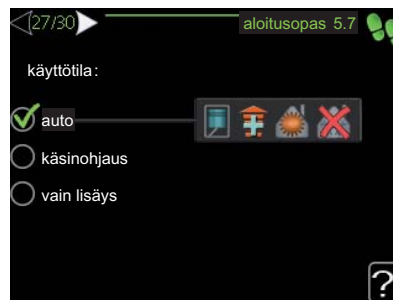 27/30 aloitusopas 5.7
käyttötila:
auto
käsinohjaus
vain lisäys
?